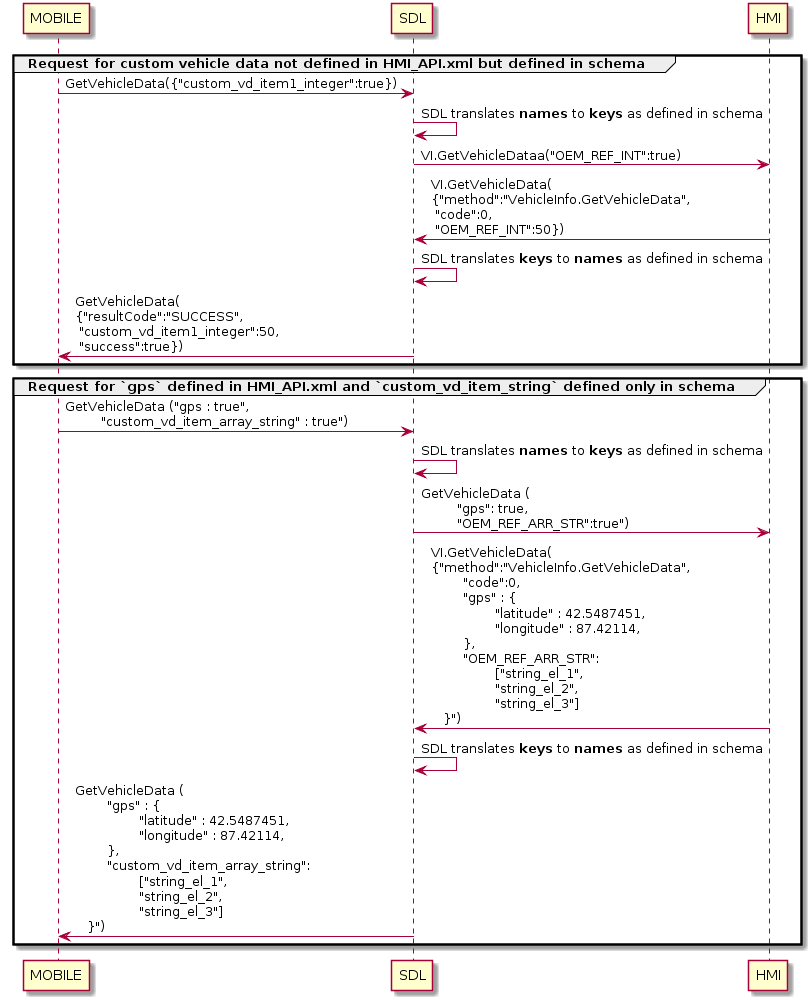 MOBILE SDL HMI
Request for custom vehicle data not defined in HMI_API.xml but defined in schema
GetVehicleData({"custom_vd_item1_integer":true})
SDL translates names to keys as defined in schema
VI.GetVehicleDataa("OEM_REF_INT":true)
VI.GetVehicleData(
{"method":"VehicleInfo.GetVehicleData",
"code":0,
"OEM_REF_INT":50})
SDL translates keys to names as defined in schema
GetVehicleData(
{"resultCode":"SUCCESS",
"custom_vd_item1_integer":50,
"success":true})
Request for `gps` defined in HMI_API.xml and `custom_vd_item_string` defined only in schema
GetVehicleData ("gps : true",
"custom_vd_item_array_string" : true")
SDL translates names to keys as defined in schema
GetVehicleData (
"gps": true,
"OEM_REF_ARR_STR":true")
VI.GetVehicleData(
{"method":"VehicleInfo.GetVehicleData",
"code":0,
"gps" : {
"latitude" : 42.5487451,
"longitude" : 87.42114,
},
"OEM_REF_ARR_STR":
["string_el_1",
"string_el_2",
"string_el_3"]
}")
SDL translates keys to names as defined in schema
GetVehicleData (
"gps" : {
"latitude" : 42.5487451,
"longitude" : 87.42114,
},
"custom_vd_item_array_string":
["string_el_1",
"string_el_2",
"string_el_3"]
}")
MOBILE SDL HMI